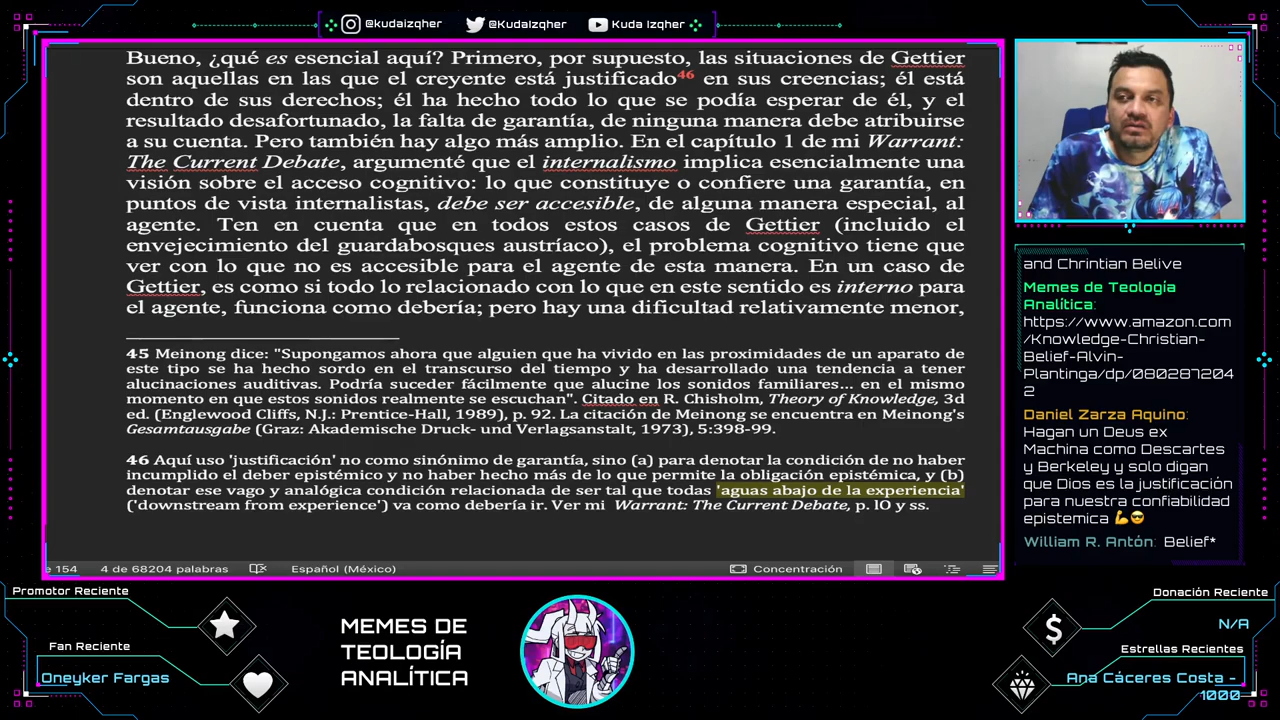 @kudaizqher
@KudaIzqher
Kuda Izqher
Bueno, ¿qué es esencial aquí? Primero, por supuesto, las situaciones de Gettier
son aquellas en las que el creyente está justificado46 en sus creencias; él está
dentro de sus derechos; él ha hecho todo lo que se podía esperar de él, y el
resultado desafortunado, la falta de garantía, de ninguna manera debe atribuirse
a su cuenta. Pero también hay algo más amplio. En el capítulo 1 de mi Warrant:
The Current Debate, argumenté que el internalismo implica esencialmente una
visión sobre el acceso cognitivo: lo que constituye o confiere una garantía, en
puntos de vista internalistas, debe ser accesible, de alguna manera especial, al
agente. Ten en cuenta que en todos estos casos de Gettier (incluido el
envejecimiento del guardabosques austríaco), el problema cognitivo tiene que
ver con lo que no es accesible para el agente de esta manera. En un caso de
Gettier, es como si todo lo relacionado con lo que en este sentido es interno para
el agente, funciona como debería; pero hay una dificultad relativamente menor,
45 Meinong dice: "Supongamos ahora que alguien que ha vivido en las proximidades de un aparato de
este tipo se ha hecho sordo en el transcurso del tiempo y ha desarrollado una tendencia a tener
alucinaciones auditivas. Podría suceder fácilmente que alucine los sonidos familiares... en el mismo
momento en que estos sonidos realmente se escuchan". Citado en R. Chisholm, Theory of Knowledge, 3d
ed. (Englewood Cliffs, N.J.: Prentice-Hall, 1989), p. 92. La citación de Meinong se encuentra en Meinong's
Gesamtausgabe (Graz: Akademische Druck- und Verlagsanstalt, 1973), 5:398-99.
46 Aquí uso 'justificación' no como sinónimo de garantía, sino (a) para denotar la condición de no haber
incumplido el deber epistémico y no haber hecho más de lo que permite la obligación epistémica, y (b)
denotar ese vago y analógica condición relacionada de ser tal que todas 'aguas abajo de la experiencia'
('downstream from experience') va como debería ir. Ver mi Warrant: The Current Debate, p. l0 y ss.
e 154 4 de 68204 palabras Español (México) Concentración
and Christian Belive
Memes de Teología
Analítica:
https://www.amazon.com
/Knowledge-Christian-
Belief-Alvin-
Plantinga/dp/080287204
2
Daniel Zarza Aquino:
Hagan un Deus ex
Machina como Descartes
y Berkeley y solo digan
que Dios es la justificación
para nuestra confiabilidad
epistemica 💪😎
William R. Antón: Belief*
Promotor Reciente
Fan Reciente
Oneyker Fargas
MEMES DE
TEOLOGÍA
ANALÍTICA
Donación Reciente
N/A
Estrellas Recientes
Ana Cáceres Costa -
1000